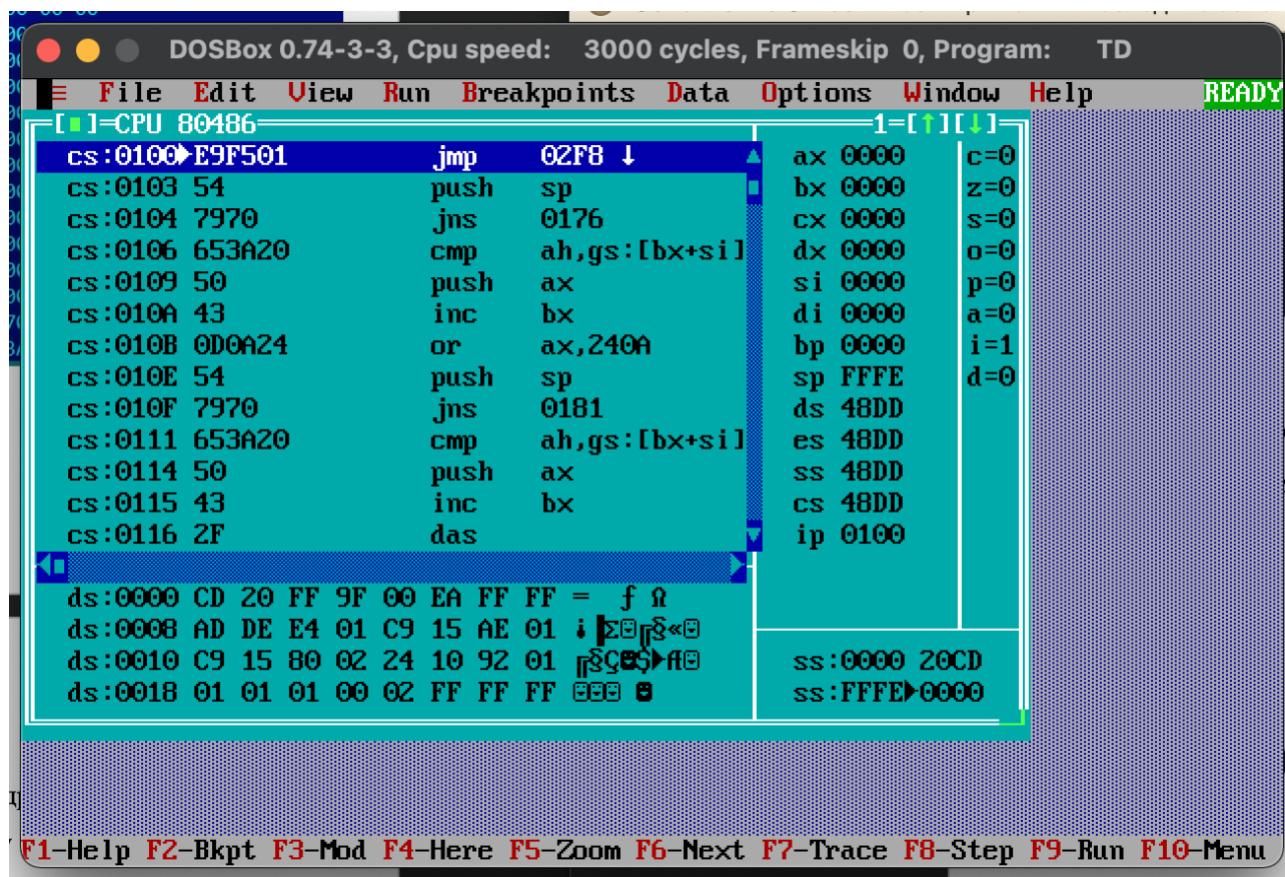 DOSBox 0.74-3-3, Cpu speed: 3000 cycles, Frameskip 0, Program: TD
≡ File Edit View Run Breakpoints Data Options Window Help READY
[■]=CPU 80486 1=[↑][↓]
cs:0100►E9F501 jmp 02F8 ↓ ax 0000 c=0
cs:0103 54 push sp bx 0000 z=0
cs:0104 7970 jns 0176 cx 0000 s=0
cs:0106 653A20 cmp ah,gs:[bx+si] dx 0000 o=0
cs:0109 50 push ax si 0000 p=0
cs:010A 43 inc bx di 0000 a=0
cs:010B 0D0A24 or ax,240A bp 0000 i=1
cs:010E 54 push sp sp FFFE d=0
cs:010F 7970 jns 0181 ds 48DD
cs:0111 653A20 cmp ah,gs:[bx+si] es 48DD
cs:0114 50 push ax ss 48DD
cs:0115 43 inc bx cs 48DD
cs:0116 2F das ip 0100
ds:0000 CD 20 FF 9F 00 EA FF FF = ƒ Ω
ds:0008 AD DE E4 01 C9 15 AE 01 ¡▐Σ☺╔§«☺
ds:0010 C9 15 80 02 24 10 92 01 ╔§Ç☻$►Æ☺ ss:0000 20CD
ds:0018 01 01 01 00 02 FF FF FF ☺☺☺ ☻ ss:FFFE►0000
F1-Help F2-Bkpt F3-Mod F4-Here F5-Zoom F6-Next F7-Trace F8-Step F9-Run F10-Menu